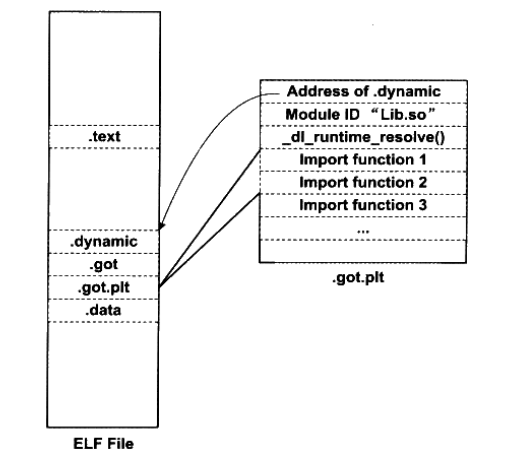 .text
.dynamic
.got
.got.plt
.data
ELF File
Address of .dynamic
Module ID “Lib.so”
_dl_runtime_resolve()
Import function 1
Import function 2
Import function 3
...
.got.plt